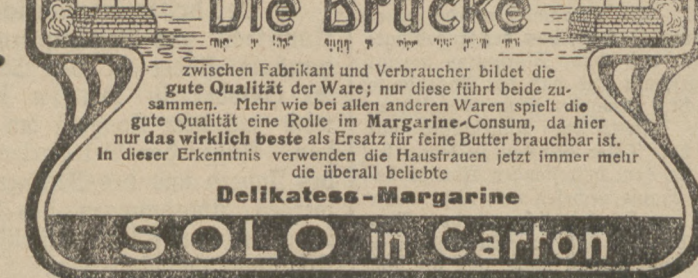 Die Brücke
zwischen Fabrikant und Verbraucher bildet die
gute Qualität der Ware; nur diese führt beide zu-
sammen. Mehr wie bei allen anderen Waren spielt die
gute Qualität eine Rolle im Margarine-Consum, da hier
nur das wirklich beste als Ersatz für feine Butter brauchbar ist.
In dieser Erkenntnis verwenden die Hausfrauen jetzt immer mehr
die überall beliebte
Delikatess-Margarine
SOLO in Carton